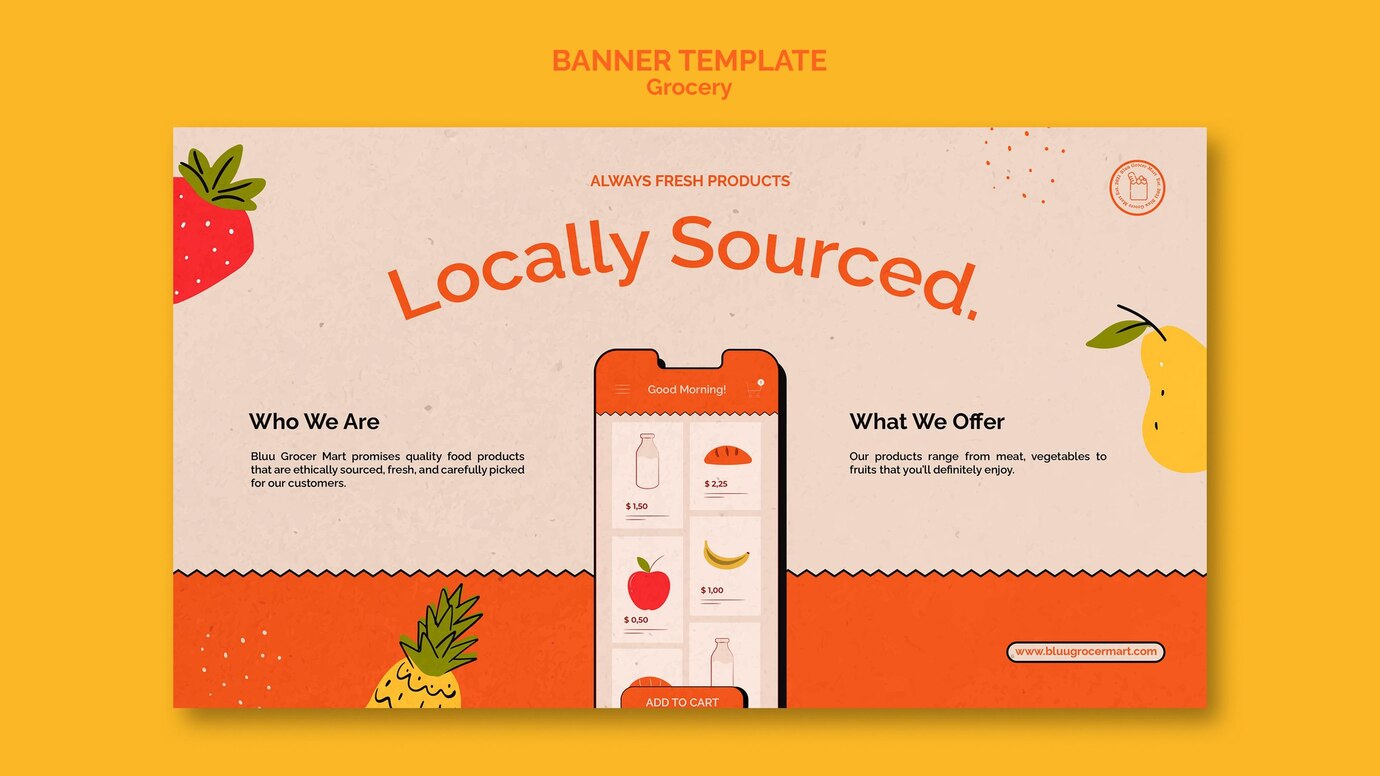 BANNER TEMPLATE
Grocery
ALWAYS FRESH PRODUCTS
Locally Sourced.
Good Morning!
Who We Are
Bluu Grocer Mart promises quality food products
that are ethically sourced, fresh, and carefully picked
for our customers.
$ 1,50
$ 2,25
$ 0,50
$ 1,00
ADD TO CART
What We Offer
Our products range from meat, vegetables to
fruits that you'll definitely enjoy.
www.bluugrocermart.com